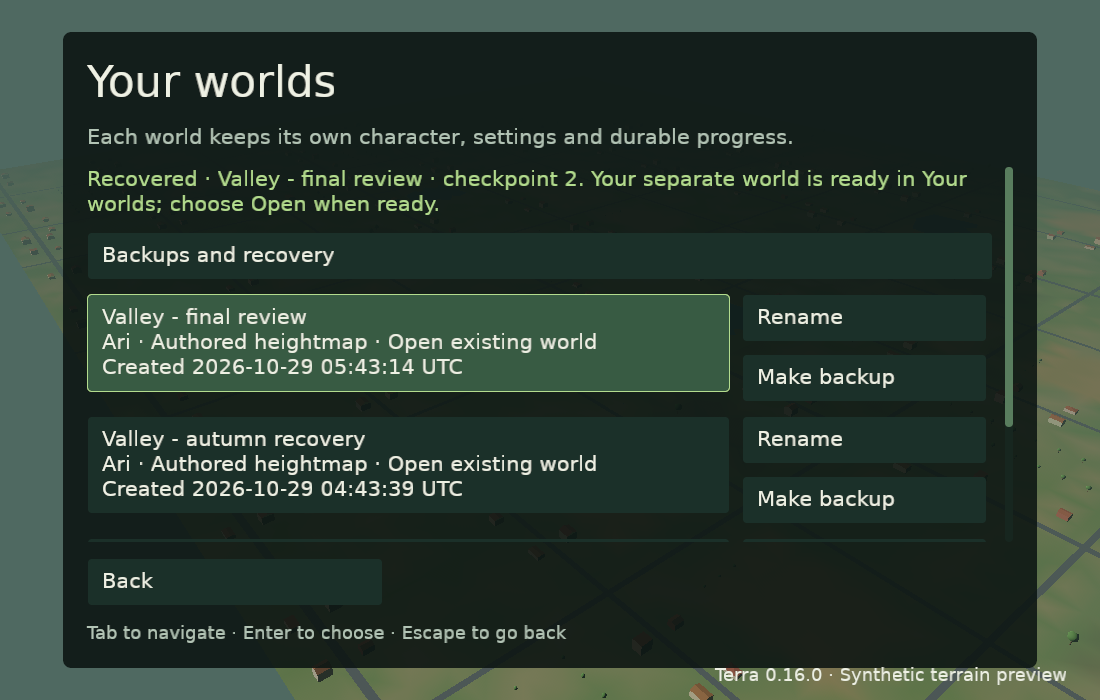 Your worlds
Each world keeps its own character, settings and durable progress.
Recovered · Valley - final review · checkpoint 2. Your separate world is ready in Your
worlds; choose Open when ready.
Backups and recovery
Valley - final review
Ari · Authored heightmap · Open existing world
Created 2026-10-29 05:43:14 UTC
Rename
Make backup
Valley - autumn recovery
Ari · Authored heightmap · Open existing world
Created 2026-10-29 04:43:39 UTC
Rename
Make backup
Back
Tab to navigate · Enter to choose · Escape to go back
Terra 0.16.0 · Synthetic terrain preview